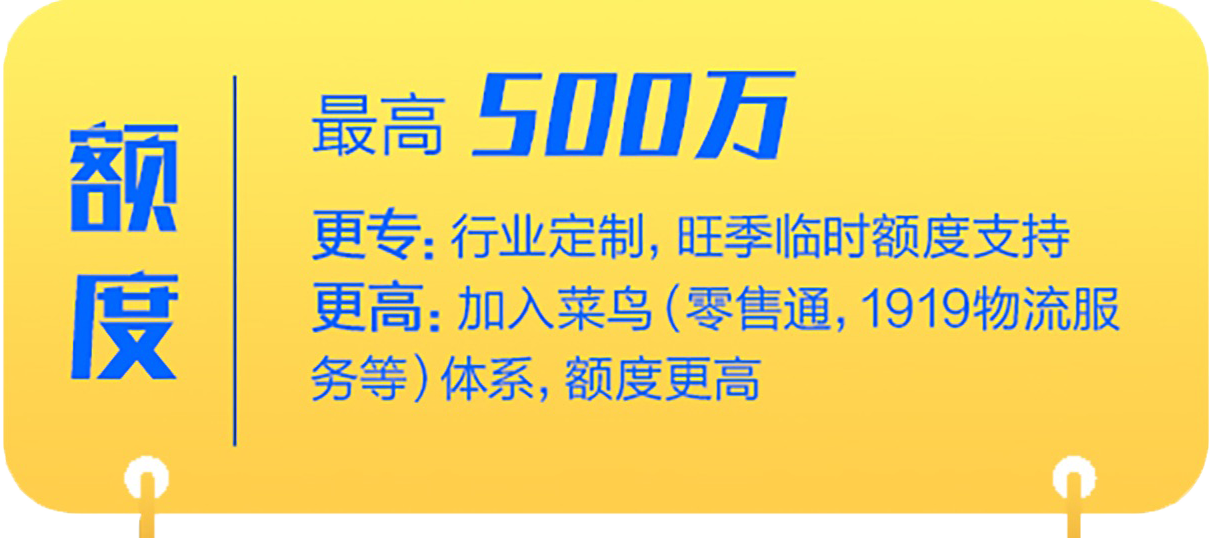 额度
最高 500万
更专：行业定制，旺季临时额度支持
更高：加入菜鸟（零售通，1919物流服
务等）体系，额度更高